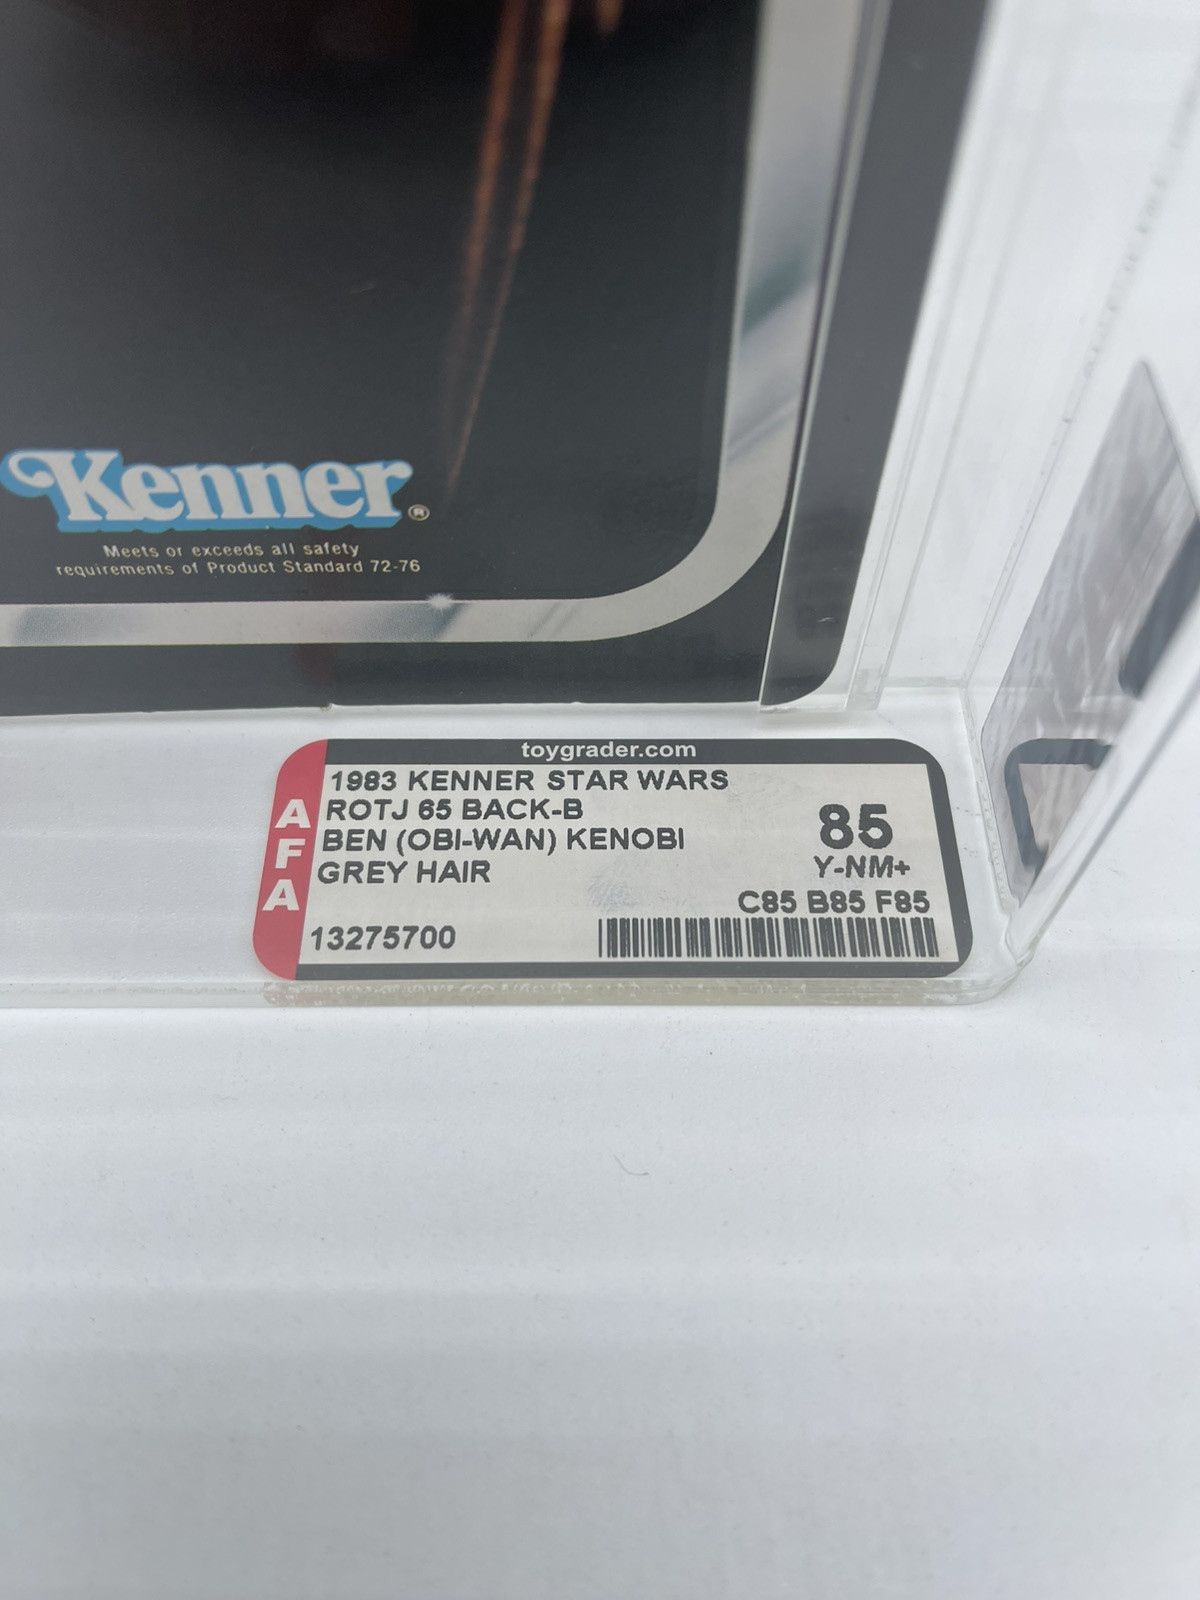 Kenner®
Meets or exceeds all safety
requirements of Product Standard 72-76
toygrader.com
AFA
1983 KENNER STAR WARS
ROTJ 65 BACK-B
BEN (OBI-WAN) KENOBI
GREY HAIR
85
Y-NM+
C85 B85 F85
13275700